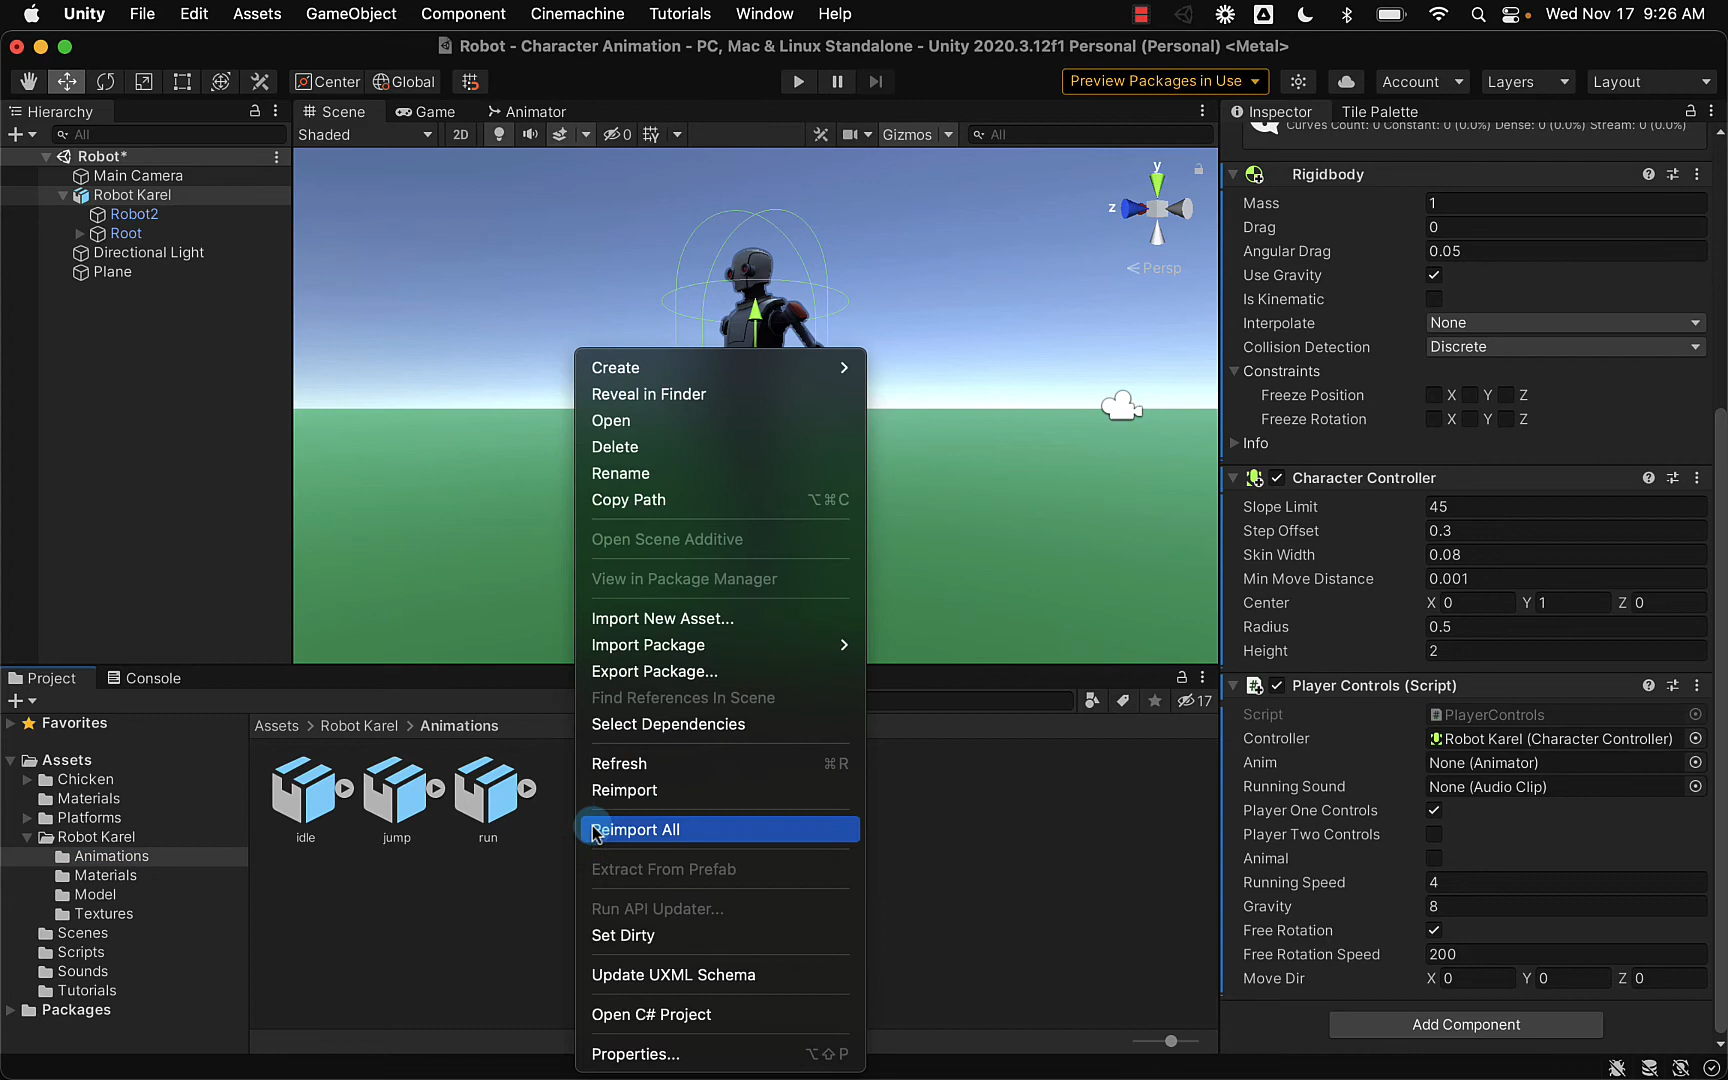 Unity File Edit Assets GameObject Component Cinemachine Tutorials Window Help Wed Nov 17 9:26 AM
Robot - Character Animation - PC, Mac & Linux Standalone - Unity 2020.3.12f1 Personal (Personal) <Metal>
Center Global Preview Packages in Use Account Layers Layout
Hierarchy
All
Robot*
Main Camera
Robot Karel
Robot2
Root
Directional Light
Plane
Scene Game Animator
Shaded 2D 0 Gizmos All
y
z
Persp
Create
Reveal in Finder
Open
Delete
Rename
Copy Path ⌥⌘C
Open Scene Additive
View in Package Manager
Import New Asset...
Import Package
Export Package...
Find References In Scene
Select Dependencies
Refresh ⌘R
Reimport
Reimport All
Extract From Prefab
Run API Updater...
Set Dirty
Update UXML Schema
Open C# Project
Properties... ⌥⇧P
Project Console
17
Favorites
Assets
Chicken
Materials
Platforms
Robot Karel
Animations
Materials
Model
Textures
Scenes
Scripts
Sounds
Tutorials
Packages
Assets > Robot Karel > Animations
idle jump run
Inspector Tile Palette
Curves Count: 0 Constant: 0 (0.0%) Dense: 0 (0.0%) Stream: 0 (0.0%)
Rigidbody
Mass 1
Drag 0
Angular Drag 0.05
Use Gravity
Is Kinematic
Interpolate None
Collision Detection Discrete
Constraints
Freeze Position X Y Z
Freeze Rotation X Y Z
Info
Character Controller
Slope Limit 45
Step Offset 0.3
Skin Width 0.08
Min Move Distance 0.001
Center X 0 Y 1 Z 0
Radius 0.5
Height 2
Player Controls (Script)
Script PlayerControls
Controller Robot Karel (Character Controller)
Anim None (Animator)
Running Sound None (Audio Clip)
Player One Controls
Player Two Controls
Animal
Running Speed 4
Gravity 8
Free Rotation
Free Rotation Speed 200
Move Dir X 0 Y 0 Z 0
Add Component